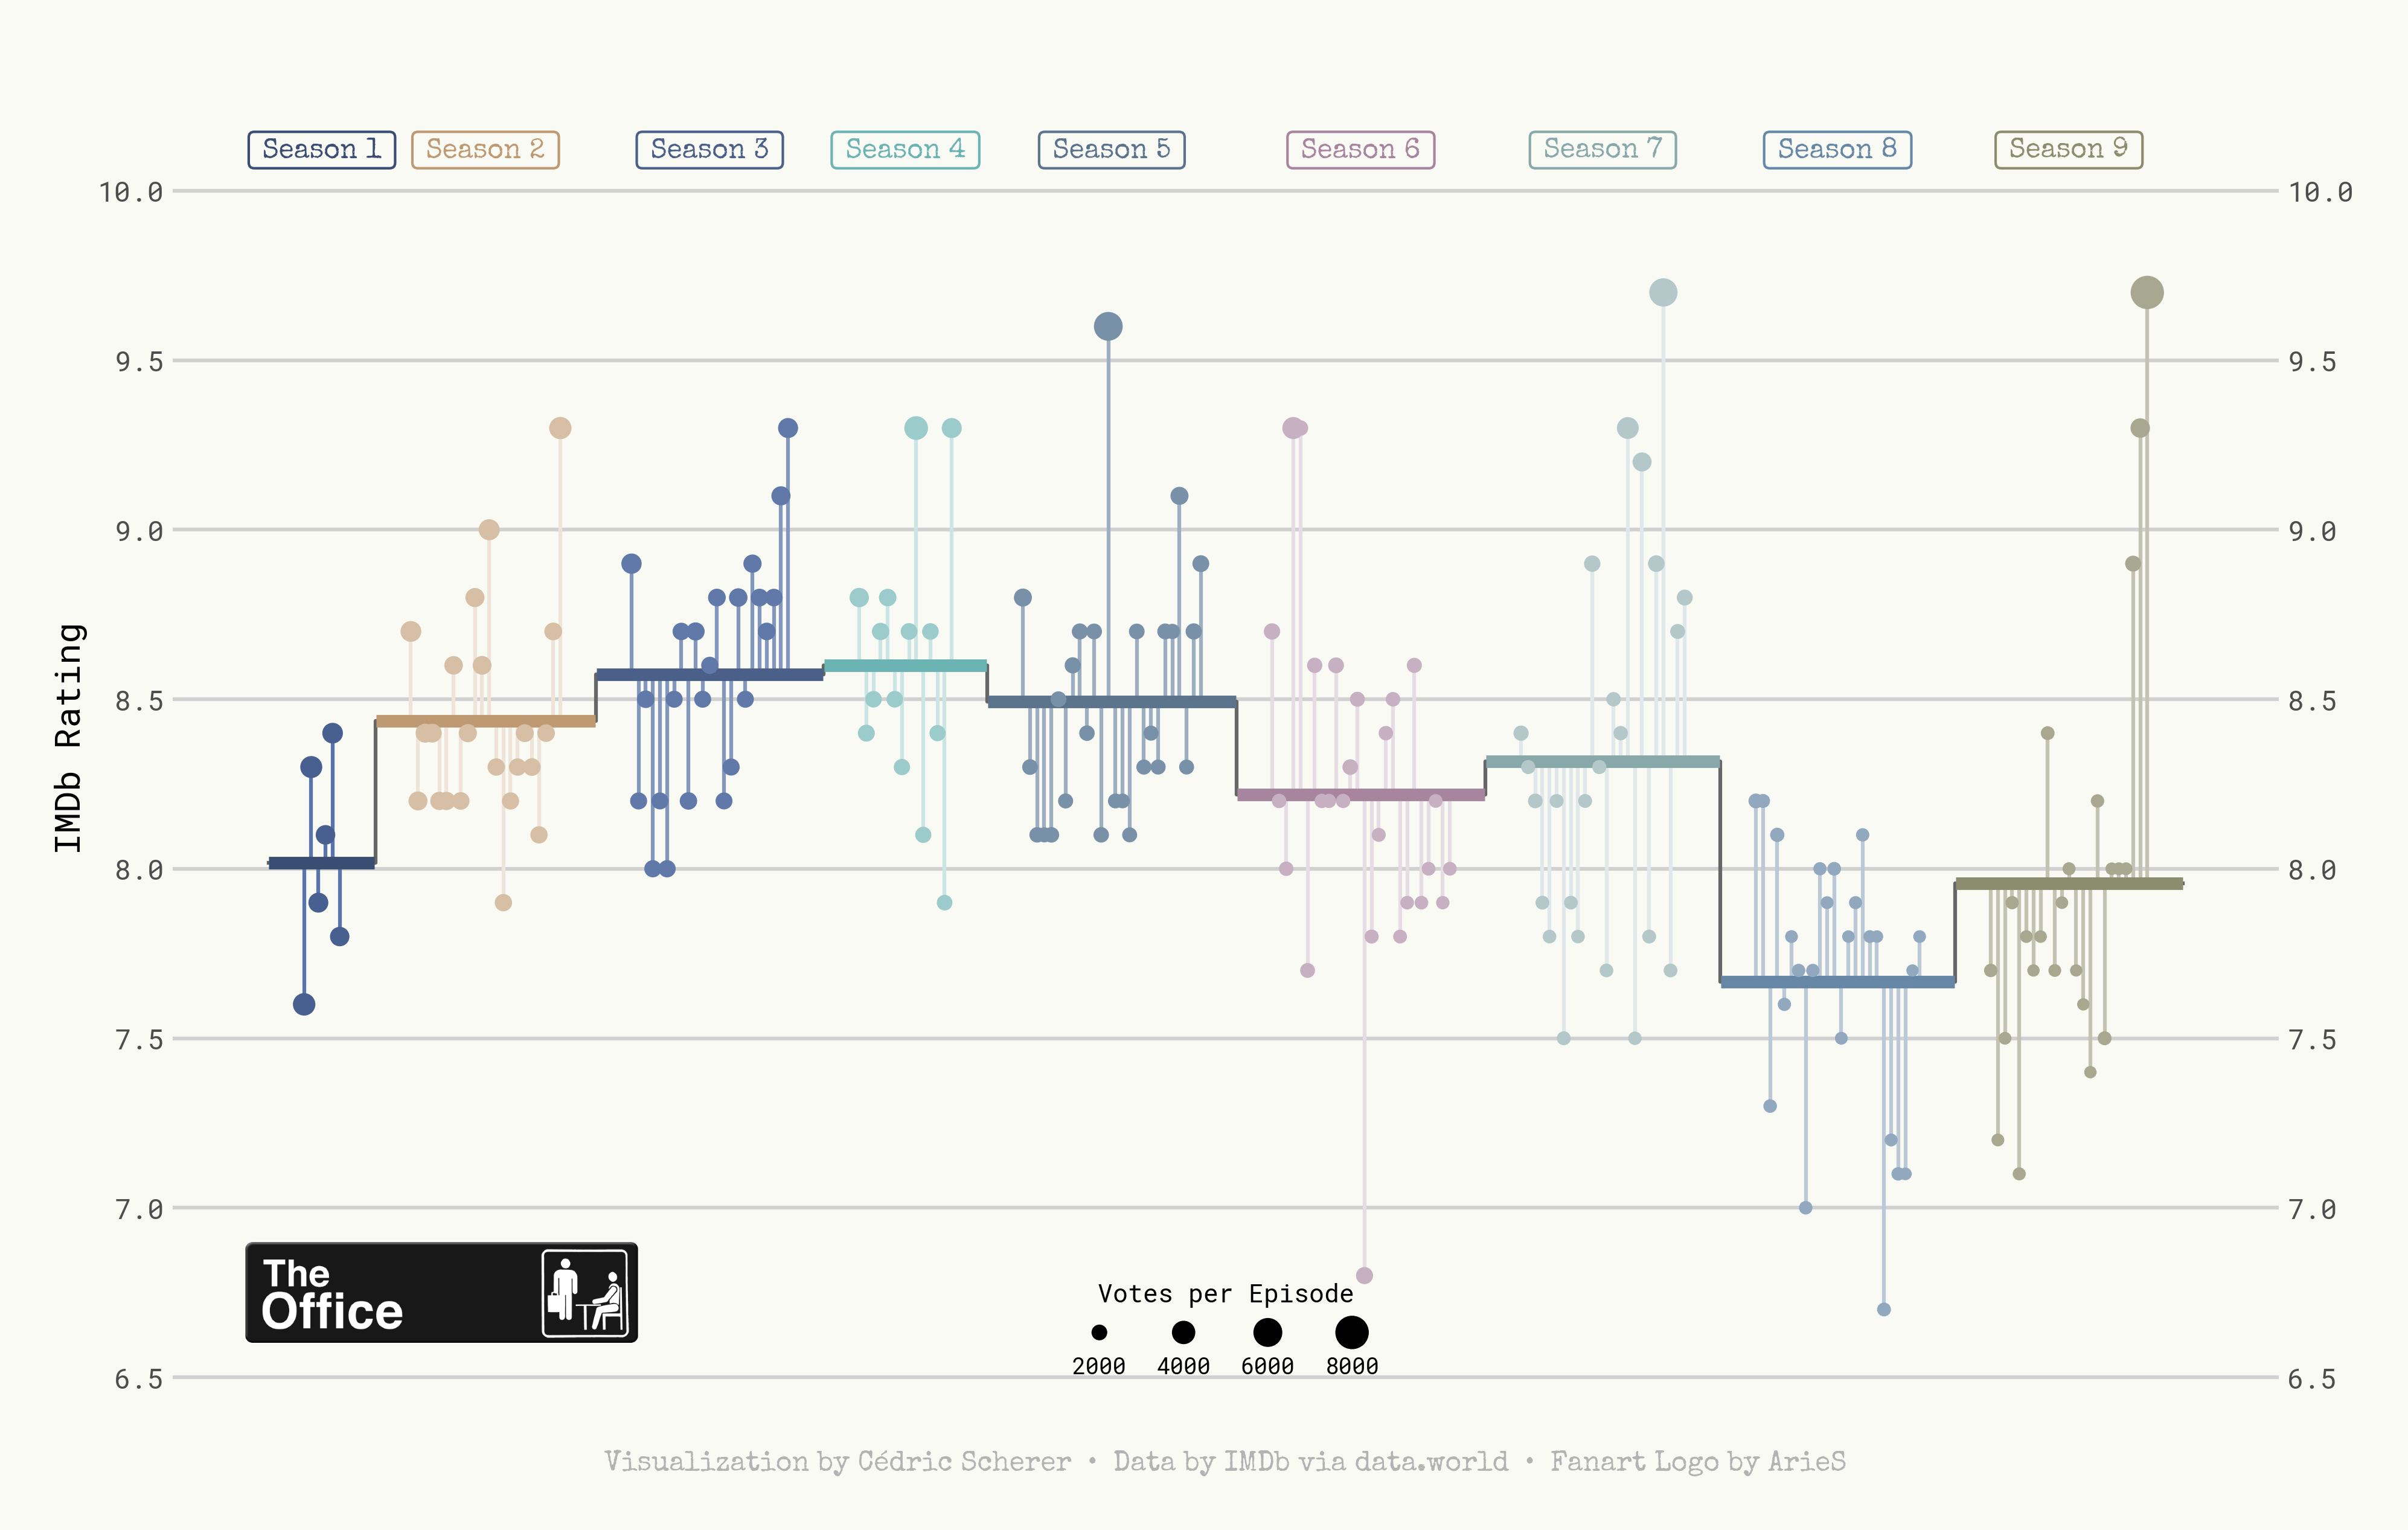 Season 1 Season 2 Season 3 Season 4 Season 5 Season 6 Season 7 Season 8 Season 9
10.0 10.0
9.5 9.5
9.0 9.0
8.5 8.5
IMDb Rating
8.0 8.0
7.5 7.5
7.0 7.0
The
Office
Votes per Episode
2000 4000 6000 8000
6.5 6.5
Visualization by Cédric Scherer • Data by IMDb via data.world • Fanart Logo by ArieS